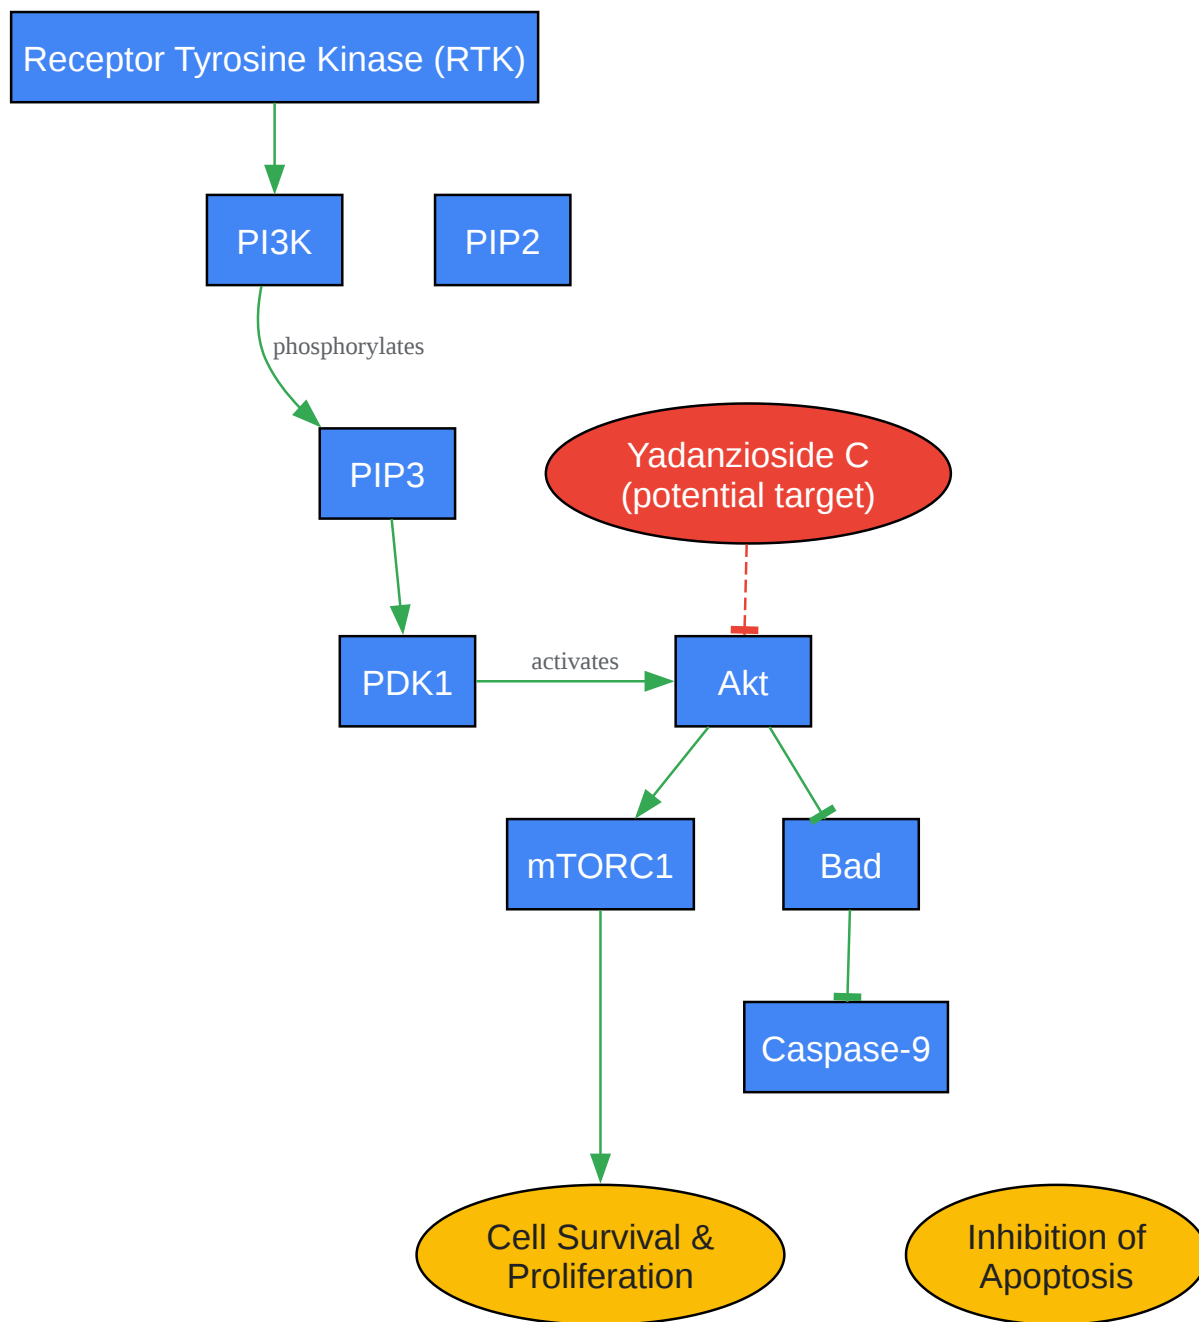 Receptor Tyrosine Kinase (RTK)
PI3K
PIP2
phosphorylates
PIP3
Yadanzioside C
(potential target)
PDK1
activates
Akt
mTORC1
Bad
Caspase-9
Cell Survival &
Proliferation
Inhibition of
Apoptosis